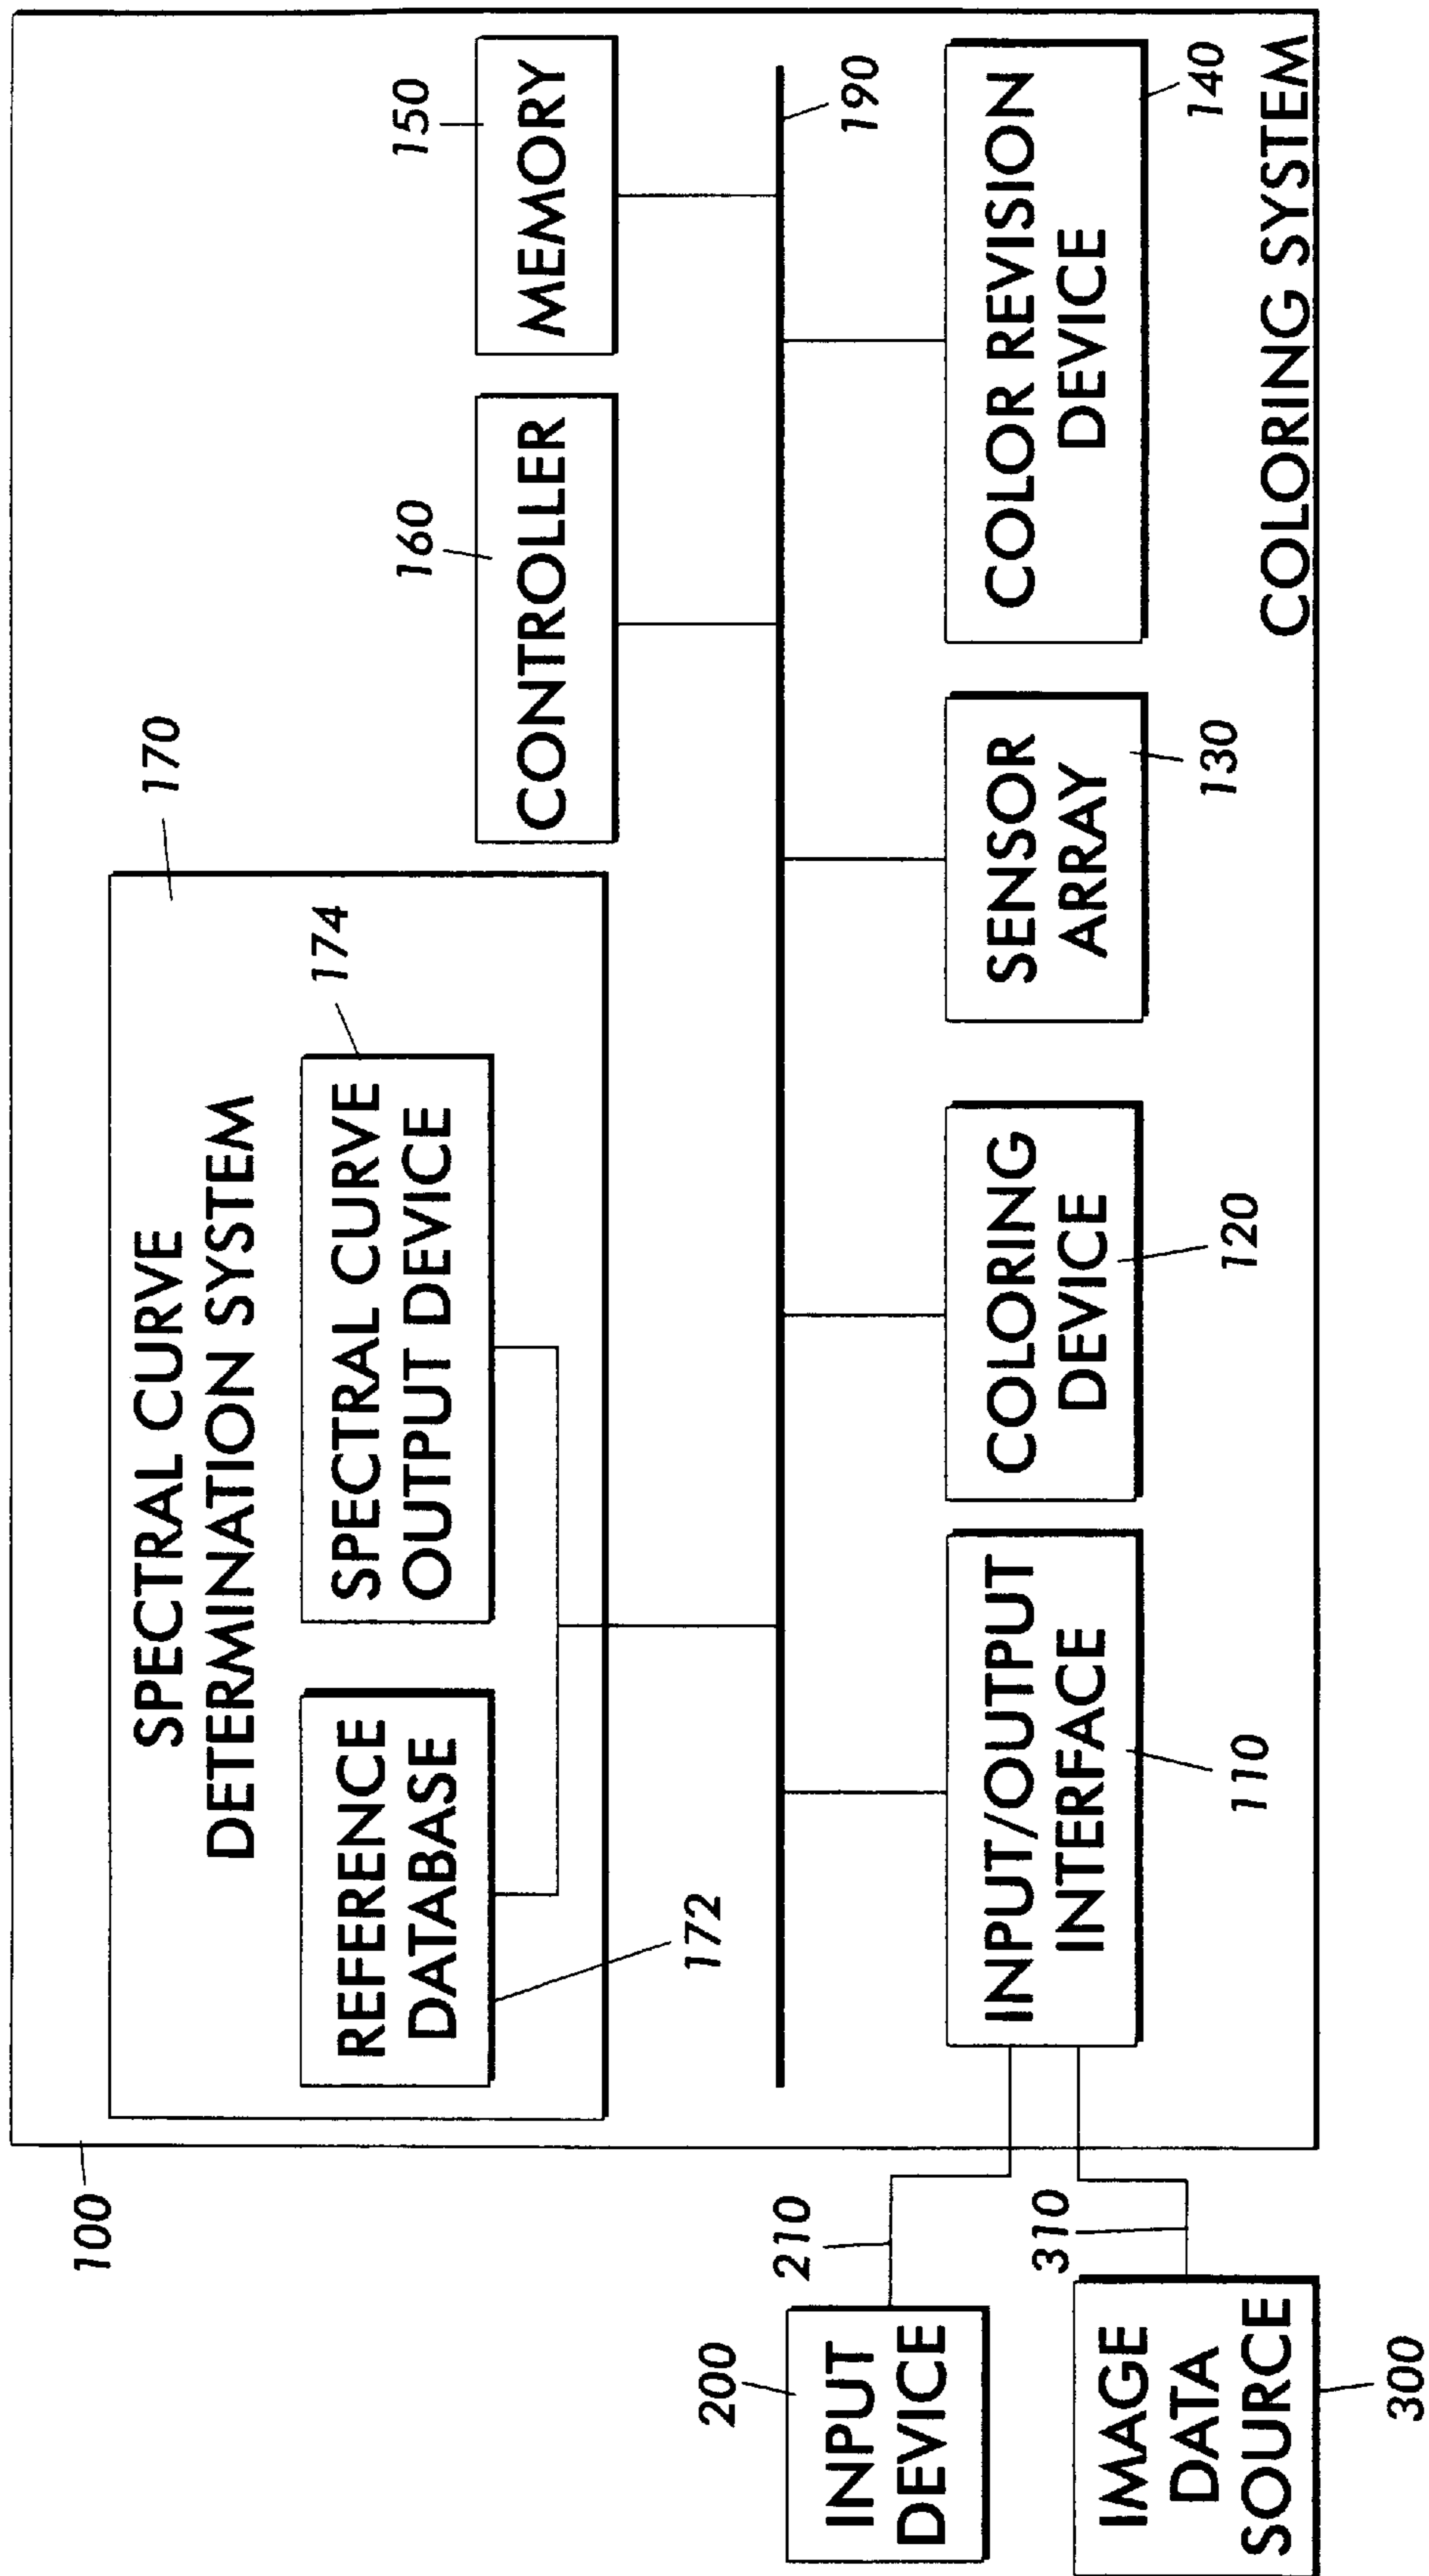 100
SPECTRAL CURVE
DETERMINATION SYSTEM
170
REFERENCE
DATABASE
172
SPECTRAL CURVE
OUTPUT DEVICE
174
CONTROLLER
160
MEMORY
150
190
200
INPUT
DEVICE
210
IMAGE
DATA
SOURCE
300
310
INPUT/OUTPUT
INTERFACE
110
COLORING
DEVICE
120
SENSOR
ARRAY
130
COLOR REVISION
DEVICE
140
COLORING SYSTEM